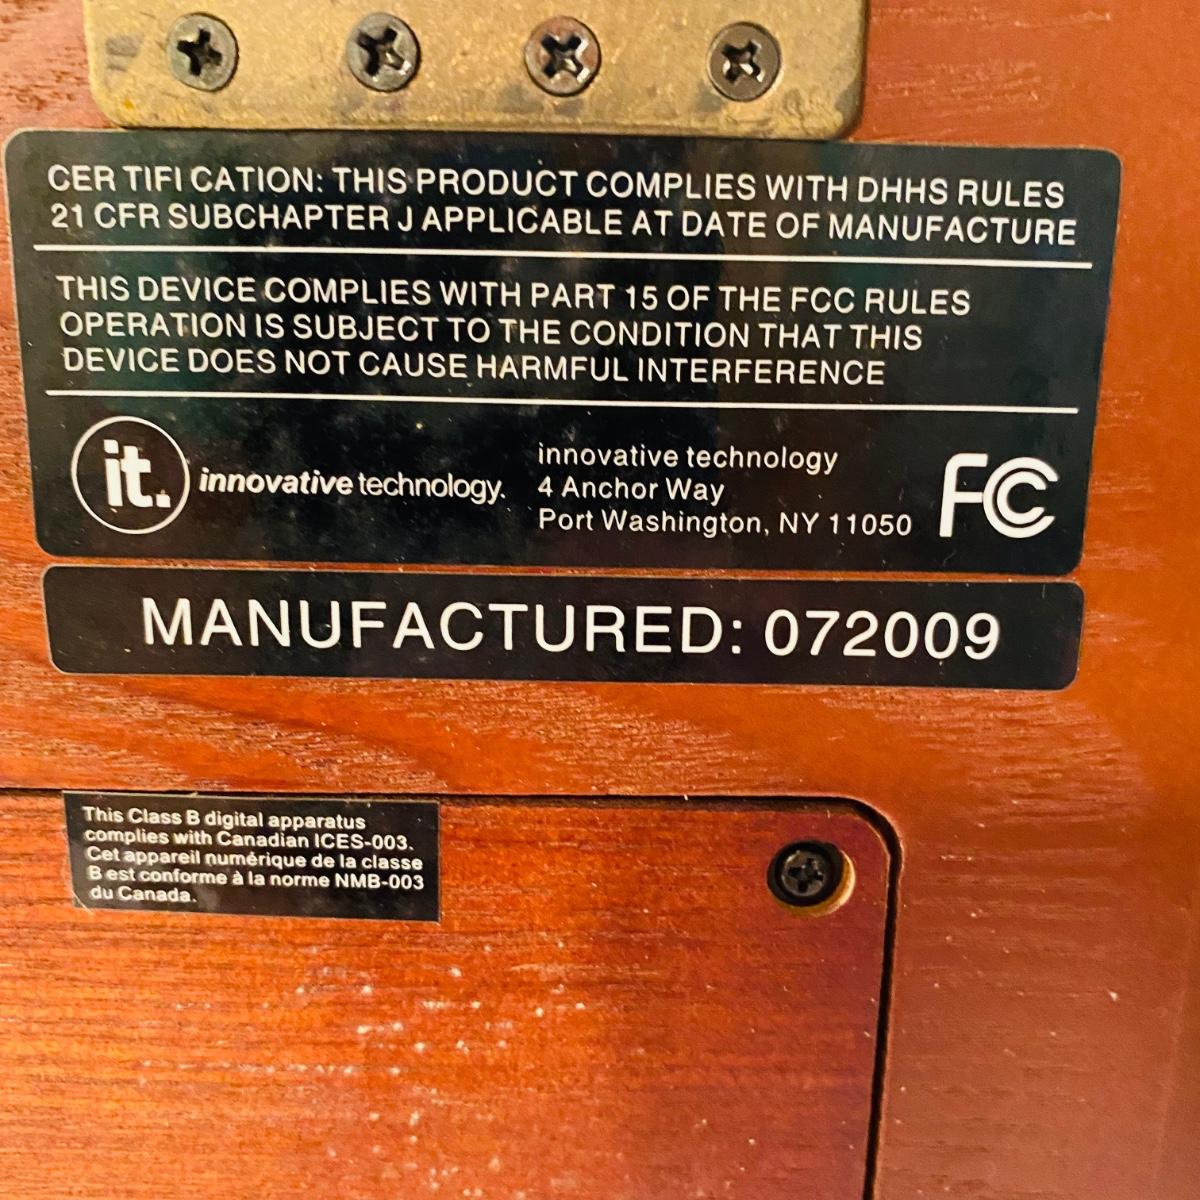 CER TIFI CATION: THIS PRODUCT COMPLIES WITH DHHS RULES
21 CFR SUBCHAPTER J APPLICABLE AT DATE OF MANUFACTURE
THIS DEVICE COMPLIES WITH PART 15 OF THE FCC RULES
OPERATION IS SUBJECT TO THE CONDITION THAT THIS
DEVICE DOES NOT CAUSE HARMFUL INTERFERENCE
it. innovative technology.
innovative technology
4 Anchor Way
Port Washington, NY 11050
FC
MANUFACTURED: 072009
This Class B digital apparatus
complies with Canadian ICES-003.
Cet appareil numérique de la classe
B est conforme à la norme NMB-003
du Canada.